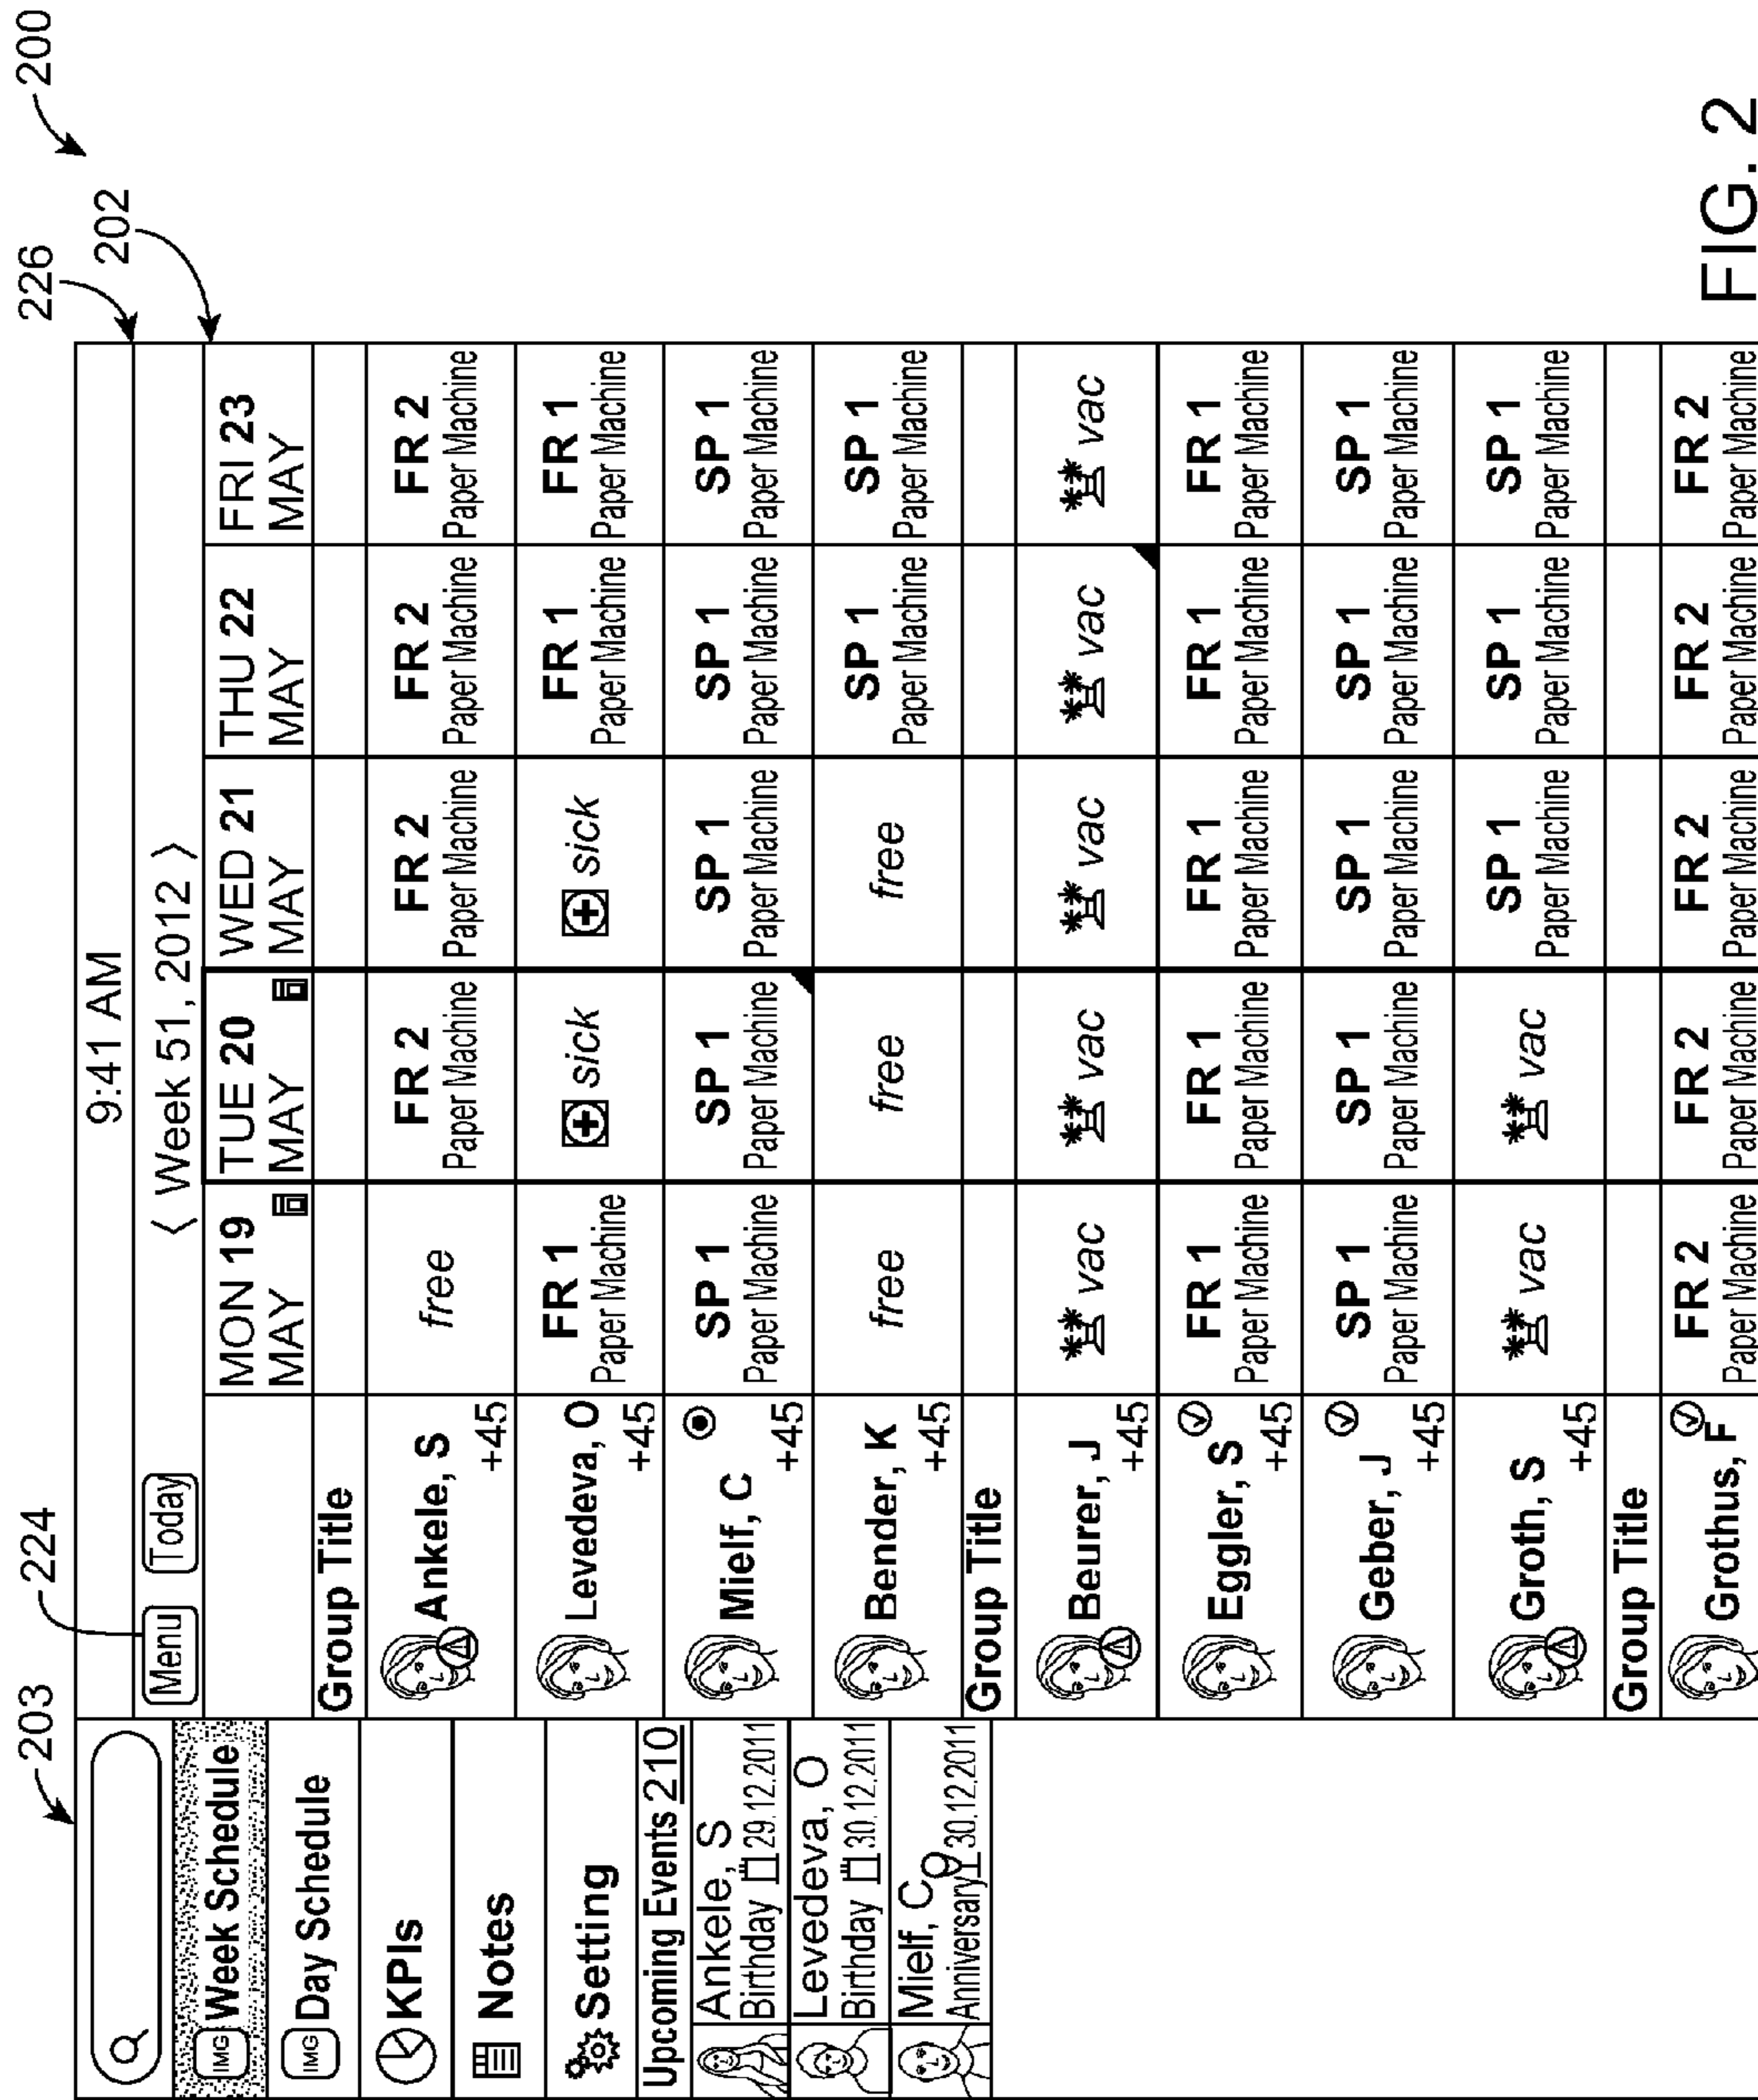 200
226
202
224
203
9:41 AM
Menu Today 〈 Week 51, 2012 〉
MON 19 MAY TUE 20 MAY WED 21 MAY THU 22 MAY FRI 23 MAY
Group Title
Ankele, S +45 free FR 2 Paper Machine FR 2 Paper Machine FR 2 Paper Machine FR 2 Paper Machine
Levedeva, O +45 FR 1 Paper Machine sick sick FR 1 Paper Machine FR 1 Paper Machine
Mielf, C +45 SP 1 Paper Machine SP 1 Paper Machine SP 1 Paper Machine SP 1 Paper Machine SP 1 Paper Machine
Bender, K +45 free free free SP 1 Paper Machine SP 1 Paper Machine
Group Title
Beurer, J +45 vac vac vac vac vac
Eggler, S +45 FR 1 Paper Machine FR 1 Paper Machine FR 1 Paper Machine FR 1 Paper Machine FR 1 Paper Machine
Geber, J +45 SP 1 Paper Machine SP 1 Paper Machine SP 1 Paper Machine SP 1 Paper Machine SP 1 Paper Machine
Groth, S +45 vac vac SP 1 Paper Machine SP 1 Paper Machine SP 1 Paper Machine
Group Title
Grothus, F FR 2 Paper Machine FR 2 Paper Machine FR 2 Paper Machine FR 2 Paper Machine FR 2 Paper Machine
IMG Week Schedule
IMG Day Schedule
KPIs
Notes
Setting
Upcoming Events 210
Ankele, S
Birthday 29.12.2011
Levedeva, O
Birthday 30.12.2011
Mielf, C
Anniversary 30.12.2011
FIG. 2